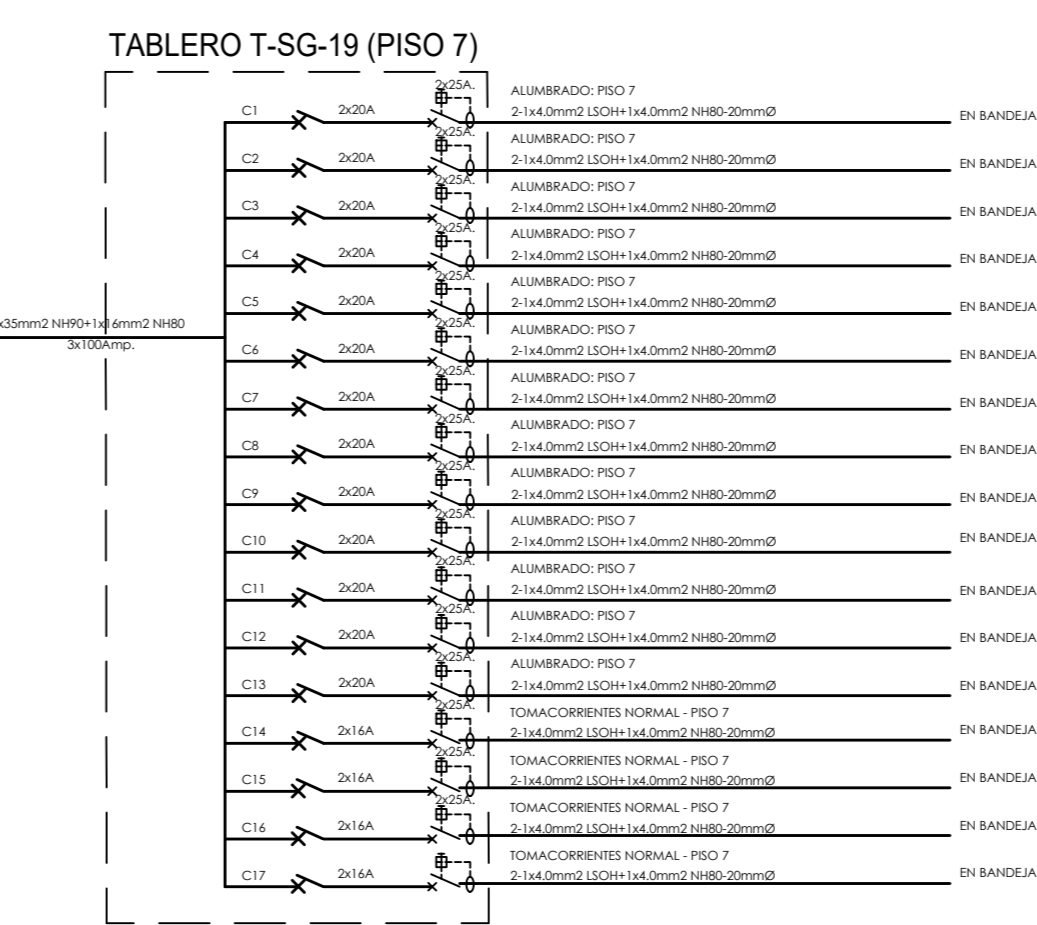 TABLERO T-SG-19 (PISO 7)
x35mm2 NH90+1x16mm2 NH80
3x100Amp.
2x25A.
ALUMBRADO: PISO 7
C1 2x20A 2-1x4.0mm2 LSOH+1x4.0mm2 NH80-20mmØ EN BANDEJA
2x25A.
ALUMBRADO: PISO 7
C2 2x20A 2-1x4.0mm2 LSOH+1x4.0mm2 NH80-20mmØ EN BANDEJA
2x25A.
ALUMBRADO: PISO 7
C3 2x20A 2-1x4.0mm2 LSOH+1x4.0mm2 NH80-20mmØ EN BANDEJA
2x25A.
ALUMBRADO: PISO 7
C4 2x20A 2-1x4.0mm2 LSOH+1x4.0mm2 NH80-20mmØ EN BANDEJA
2x25A.
ALUMBRADO: PISO 7
C5 2x20A 2-1x4.0mm2 LSOH+1x4.0mm2 NH80-20mmØ EN BANDEJA
2x25A.
ALUMBRADO: PISO 7
C6 2x20A 2-1x4.0mm2 LSOH+1x4.0mm2 NH80-20mmØ EN BANDEJA
2x25A.
ALUMBRADO: PISO 7
C7 2x20A 2-1x4.0mm2 LSOH+1x4.0mm2 NH80-20mmØ EN BANDEJA
2x25A.
ALUMBRADO: PISO 7
C8 2x20A 2-1x4.0mm2 LSOH+1x4.0mm2 NH80-20mmØ EN BANDEJA
2x25A.
ALUMBRADO: PISO 7
C9 2x20A 2-1x4.0mm2 LSOH+1x4.0mm2 NH80-20mmØ EN BANDEJA
2x25A.
ALUMBRADO: PISO 7
C10 2x20A 2-1x4.0mm2 LSOH+1x4.0mm2 NH80-20mmØ EN BANDEJA
2x25A.
ALUMBRADO: PISO 7
C11 2x20A 2-1x4.0mm2 LSOH+1x4.0mm2 NH80-20mmØ EN BANDEJA
2x25A.
ALUMBRADO: PISO 7
C12 2x20A 2-1x4.0mm2 LSOH+1x4.0mm2 NH80-20mmØ EN BANDEJA
2x25A.
ALUMBRADO: PISO 7
C13 2x20A 2-1x4.0mm2 LSOH+1x4.0mm2 NH80-20mmØ EN BANDEJA
2x25A.
TOMACORRIENTES NORMAL - PISO 7
C14 2x16A 2-1x4.0mm2 LSOH+1x4.0mm2 NH80-20mmØ EN BANDEJA
2x25A.
TOMACORRIENTES NORMAL - PISO 7
C15 2x16A 2-1x4.0mm2 LSOH+1x4.0mm2 NH80-20mmØ EN BANDEJA
2x25A.
TOMACORRIENTES NORMAL - PISO 7
C16 2x16A 2-1x4.0mm2 LSOH+1x4.0mm2 NH80-20mmØ EN BANDEJA
TOMACORRIENTES NORMAL - PISO 7
C17 2x16A 2-1x4.0mm2 LSOH+1x4.0mm2 NH80-20mmØ EN BANDEJA